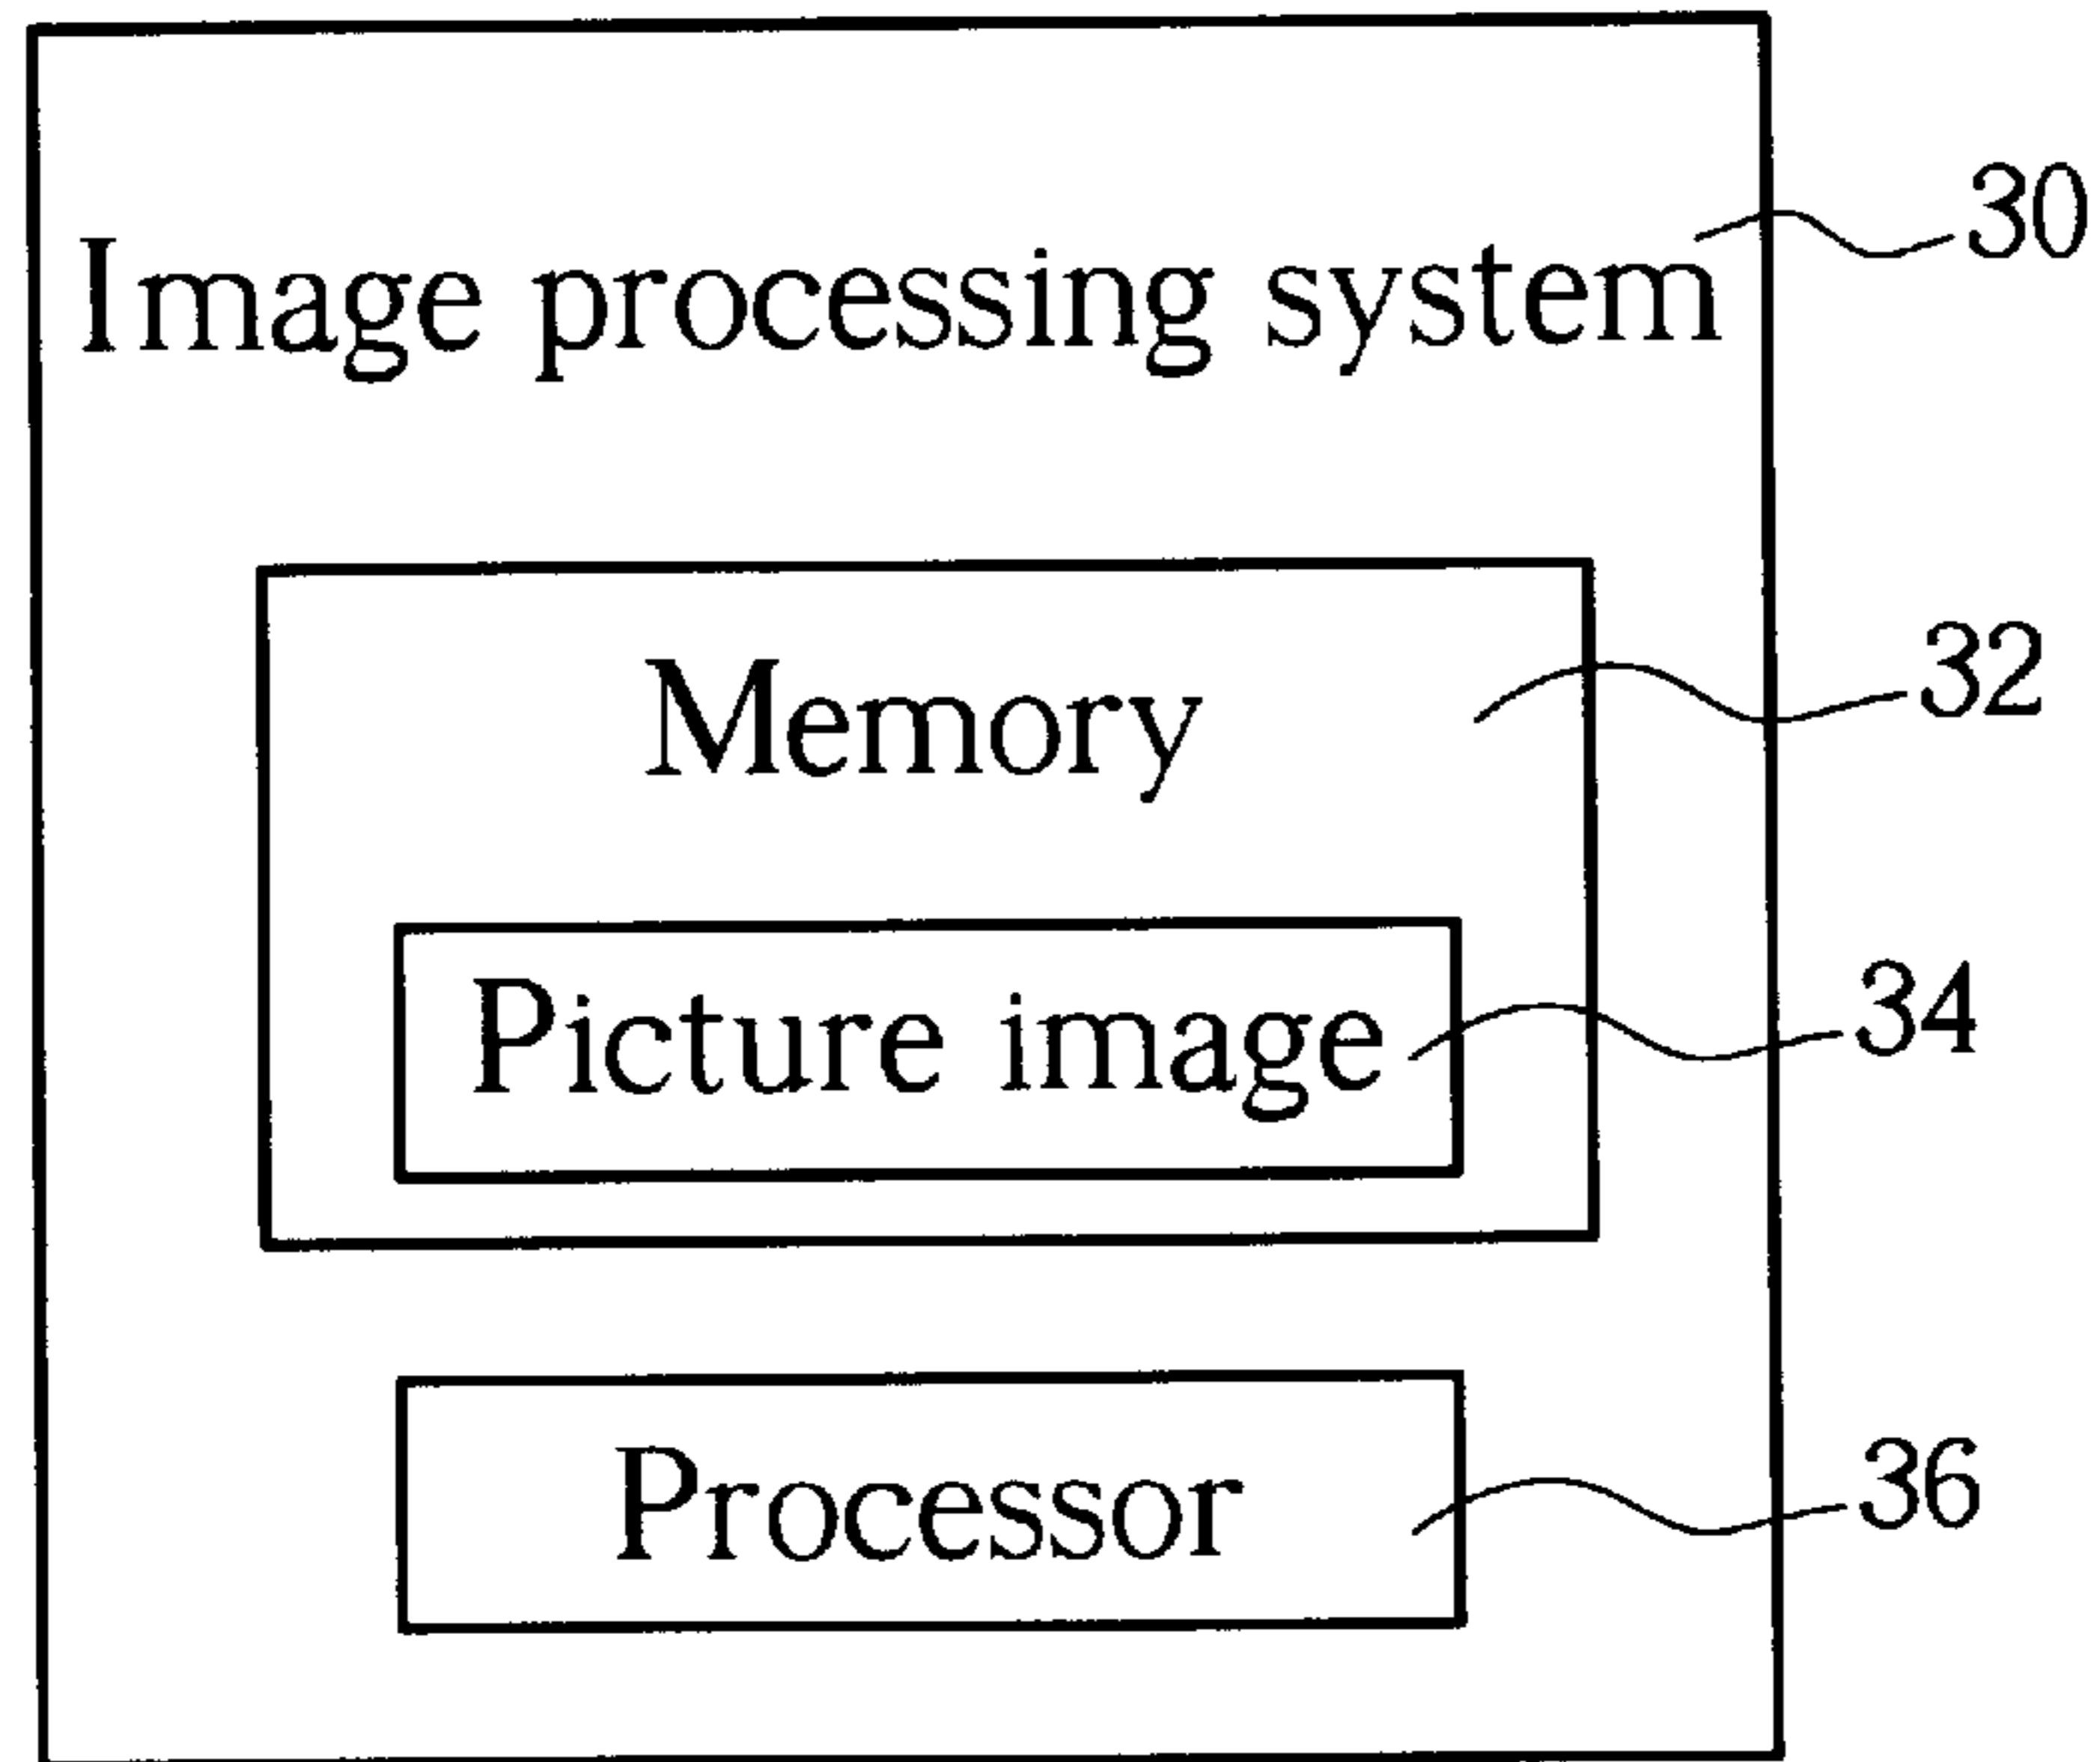 30
Image processing system
32
Memory
34
Picture image
36
Processor